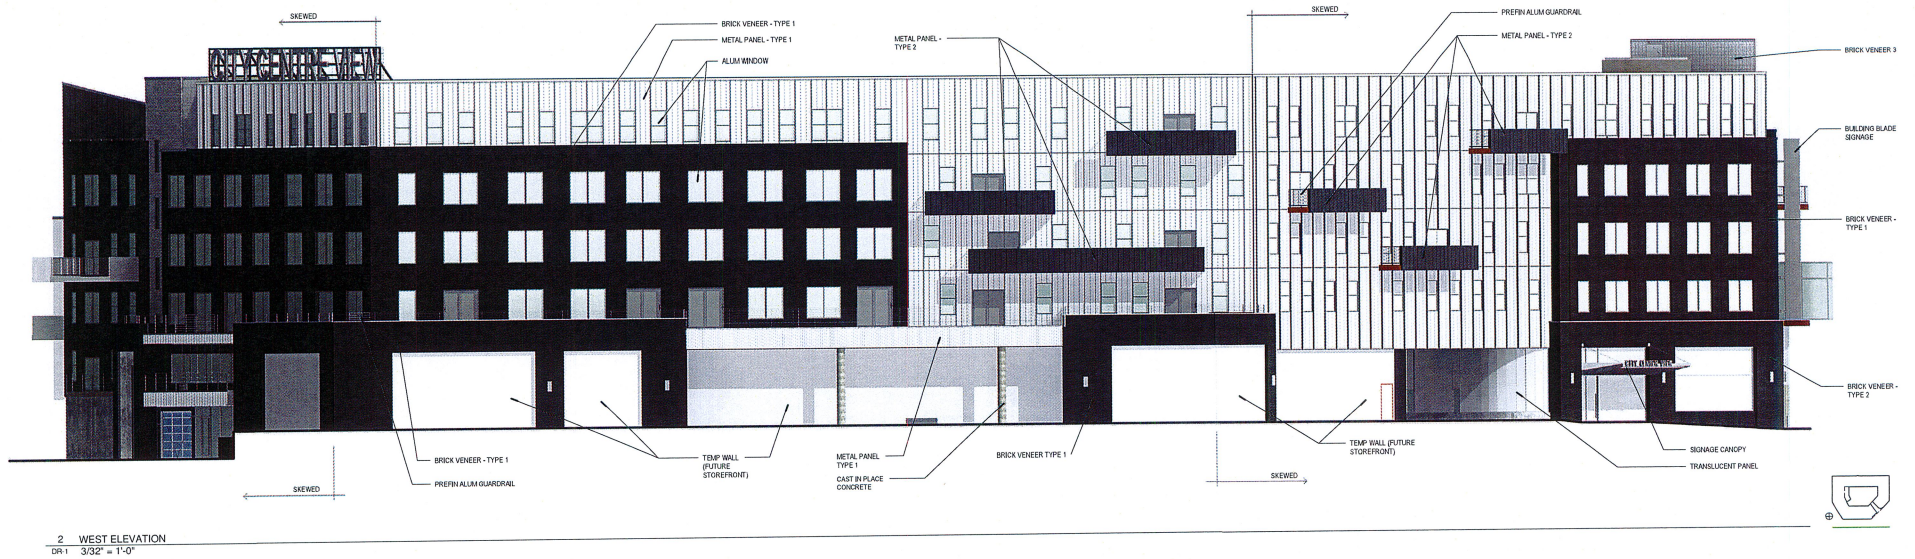 SKEWED
SKEWED
PREFIN ALUM GUARDRAIL
BRICK VENEER - TYPE 1
METAL PANEL - TYPE 1
METAL PANEL -
TYPE 2
METAL PANEL - TYPE 2
ALUM WINDOW
BRICK VENEER 3
CITYCENTRE VIEW
BUILDING BLADE
SIGNAGE
BRICK VENEER -
TYPE 1
BRICK VENEER -
TYPE 2
BRICK VENEER - TYPE 1
PREFIN ALUM GUARDRAIL
TEMP WALL
(FUTURE
STOREFRONT)
METAL PANEL
TYPE 1
CAST IN PLACE
CONCRETE
BRICK VENEER TYPE 1
TEMP WALL (FUTURE
STOREFRONT)
SIGNAGE CANOPY
TRANSLUCENT PANEL
SKEWED
SKEWED
2 WEST ELEVATION
DR-1 3/32" = 1'-0"